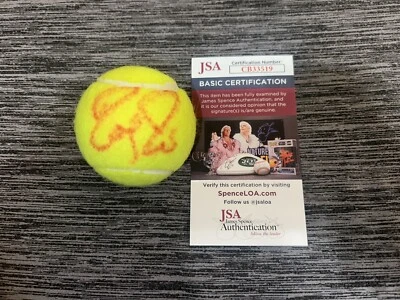 JSA
Certification Number
CB33519
BASIC CERTIFICATION
This item has been fully examined by
James Spence Authentication, and
it is our considered opinion that the
signature(s) is/are genuine.
Verify this certification by visiting
SpenceLOA.com
Follow us @jsaloa
JSA
James Spence
Authentication